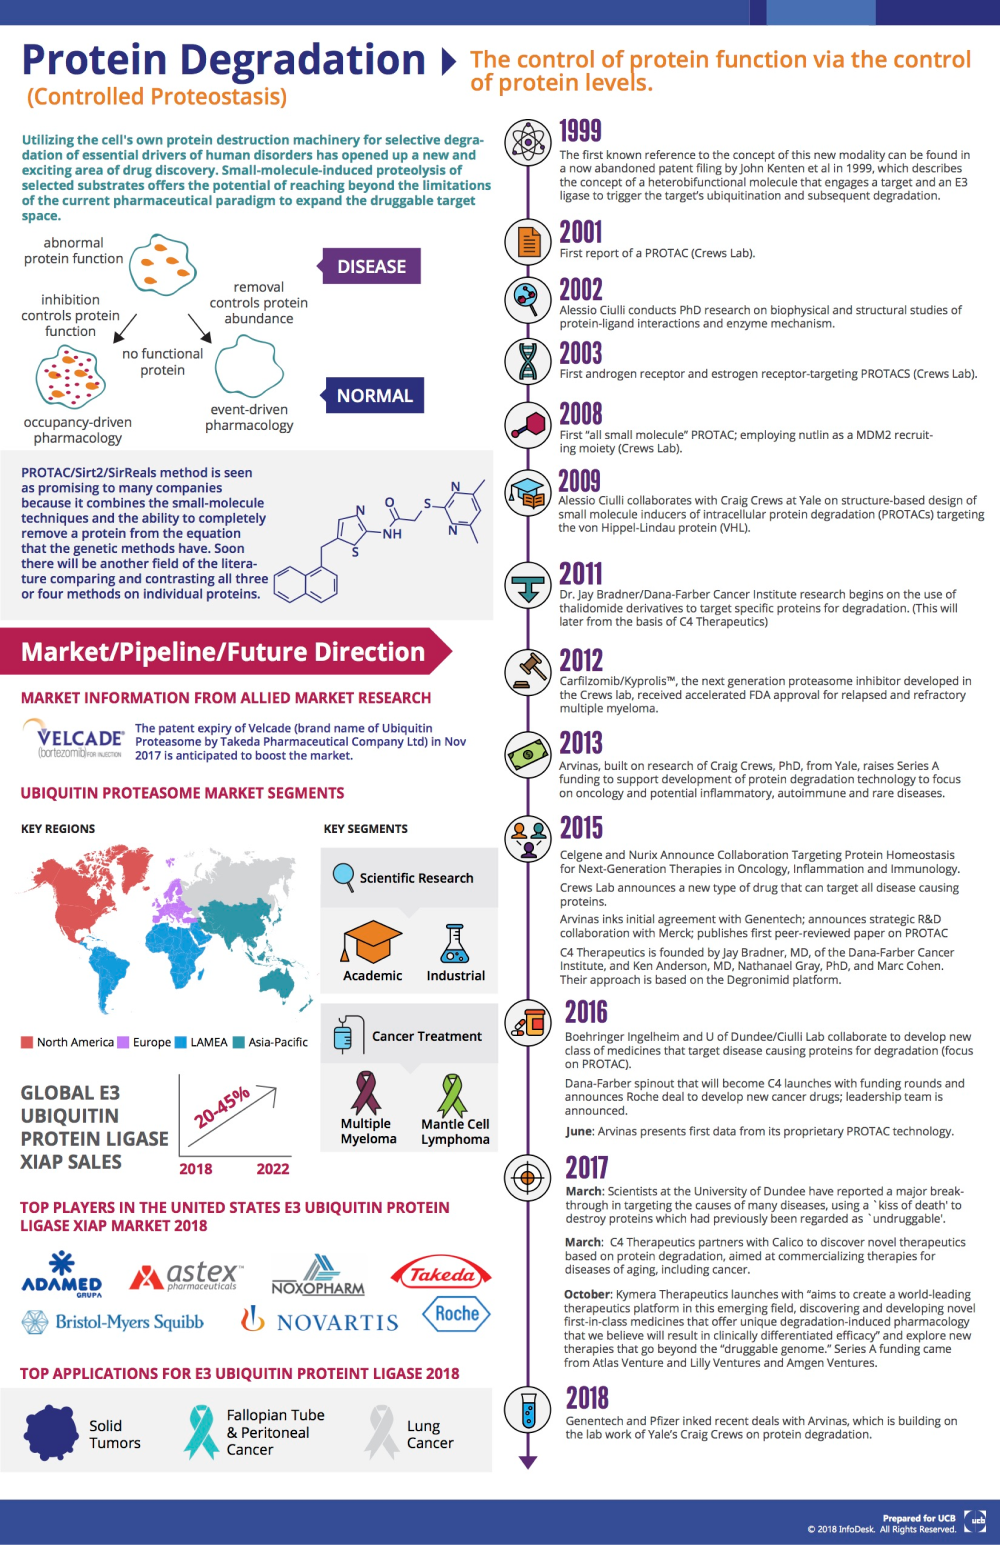 Protein Degradation
(Controlled Proteostasis)
The control of protein function via the control
of protein levels.
Utilizing the cell's own protein destruction machinery for selective degra-
dation of essential drivers of human disorders has opened up a new and
exciting area of drug discovery. Small-molecule-induced proteolysis of
selected substrates offers the potential of reaching beyond the limitations
of the current pharmaceutical paradigm to expand the druggable target
space.
abnormal
protein function
DISEASE
inhibition
controls protein
function
removal
controls protein
abundance
no functional
protein
NORMAL
occupancy-driven
pharmacology
event-driven
pharmacology
PROTAC/Sirt2/SirReals method is seen
as promising to many companies
because it combines the small-molecule
techniques and the ability to completely
remove a protein from the equation
that the genetic methods have. Soon
there will be another field of the litera-
ture comparing and contrasting all three
or four methods on individual proteins.
N
S
NH
O
S
N
N
Market/Pipeline/Future Direction
MARKET INFORMATION FROM ALLIED MARKET RESEARCH
VELCADE®
(bortezomib) FOR INJECTION
The patent expiry of Velcade (brand name of Ubiquitin
Proteasome by Takeda Pharmaceutical Company Ltd) in Nov
2017 is anticipated to boost the market.
UBIQUITIN PROTEASOME MARKET SEGMENTS
KEY REGIONS
North America
Europe
LAMEA
Asia-Pacific
KEY SEGMENTS
Scientific Research
Academic
Industrial
Cancer Treatment
Multiple
Myeloma
Mantle Cell
Lymphoma
GLOBAL E3
UBIQUITIN
PROTEIN LIGASE
XIAP SALES
20-45%
2018
2022
TOP PLAYERS IN THE UNITED STATES E3 UBIQUITIN PROTEIN
LIGASE XIAP MARKET 2018
ADAMED
GRUPA
astex™
pharmaceuticals
NOXOPHARM
Takeda
Bristol-Myers Squibb
NOVARTIS
Roche
TOP APPLICATIONS FOR E3 UBIQUITIN PROTEINT LIGASE 2018
Solid
Tumors
Fallopian Tube
& Peritoneal
Cancer
Lung
Cancer
1999
The first known reference to the concept of this new modality can be found in
a now abandoned patent filing by John Kenten et al in 1999, which describes
the concept of a heterobifunctional molecule that engages a target and an E3
ligase to trigger the target's ubiquitination and subsequent degradation.
2001
First report of a PROTAC (Crews Lab).
2002
Alessio Ciulli conducts PhD research on biophysical and structural studies of
protein-ligand interactions and enzyme mechanism.
2003
First androgen receptor and estrogen receptor-targeting PROTACS (Crews Lab).
2008
First “all small molecule” PROTAC; employing nutlin as a MDM2 recruit-
ing moiety (Crews Lab).
2009
Alessio Ciulli collaborates with Craig Crews at Yale on structure-based design of
small molecule inducers of intracellular protein degradation (PROTACs) targeting
the von Hippel-Lindau protein (VHL).
2011
Dr. Jay Bradner/Dana-Farber Cancer Institute research begins on the use of
thalidomide derivatives to target specific proteins for degradation. (This will
later from the basis of C4 Therapeutics)
2012
Carfilzomib/Kyprolis™, the next generation proteasome inhibitor developed in
the Crews lab, received accelerated FDA approval for relapsed and refractory
multiple myeloma.
2013
Arvinas, built on research of Craig Crews, PhD, from Yale, raises Series A
funding to support development of protein degradation technology to focus
on oncology and potential inflammatory, autoimmune and rare diseases.
2015
Celgene and Nurix Announce Collaboration Targeting Protein Homeostasis
for Next-Generation Therapies in Oncology, Inflammation and Immunology.
Crews Lab announces a new type of drug that can target all disease causing
proteins.
Arvinas inks initial agreement with Genentech; announces strategic R&D
collaboration with Merck; publishes first peer-reviewed paper on PROTAC
C4 Therapeutics is founded by Jay Bradner, MD, of the Dana-Farber Cancer
Institute, and Ken Anderson, MD, Nathanael Gray, PhD, and Marc Cohen.
Their approach is based on the Degronimid platform.
2016
Boehringer Ingelheim and U of Dundee/Ciulli Lab collaborate to develop new
class of medicines that target disease causing proteins for degradation (focus
on PROTAC).
Dana-Farber spinout that will become C4 launches with funding rounds and
announces Roche deal to develop new cancer drugs; leadership team is
announced.
June: Arvinas presents first data from its proprietary PROTAC technology.
2017
March: Scientists at the University of Dundee have reported a major break-
through in targeting the causes of many diseases, using a `kiss of death' to
destroy proteins which had previously been regarded as `undruggable'.
March: C4 Therapeutics partners with Calico to discover novel therapeutics
based on protein degradation, aimed at commercializing therapies for
diseases of aging, including cancer.
October: Kymera Therapeutics launches with “aims to create a world-leading
therapeutics platform in this emerging field, discovering and developing novel
first-in-class medicines that offer unique degradation-induced pharmacology
that we believe will result in clinically differentiated efficacy” and explore new
therapies that go beyond the “druggable genome.” Series A funding came
from Atlas Venture and Lilly Ventures and Amgen Ventures.
2018
Genentech and Pfizer inked recent deals with Arvinas, which is building on
the lab work of Yale's Craig Crews on protein degradation.
Prepared for UCB
© 2018 InfoDesk. All Rights Reserved.
ucb